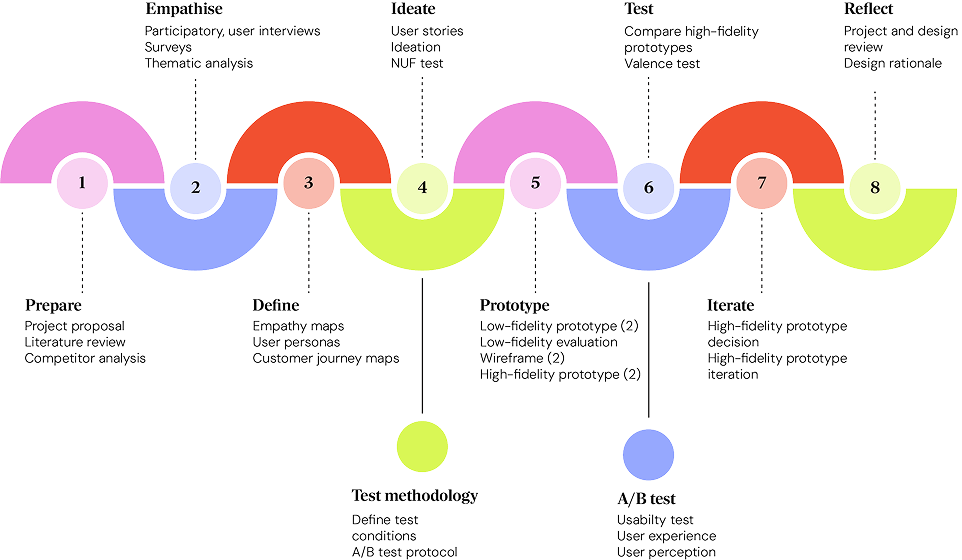 Empathise
Participatory, user interviews
Surveys
Thematic analysis
Ideate
User stories
Ideation
NUF test
Test
Compare high-fidelity
prototypes
Valence test
Reflect
Project and design
review
Design rationale
1
2
3
4
5
6
7
8
Prepare
Project proposal
Literature review
Competitor analysis
Define
Empathy maps
User personas
Customer journey maps
Prototype
Low-fidelity prototype (2)
Low-fidelity evaluation
Wireframe (2)
High-fidelity prototype (2)
Iterate
High-fidelity prototype
decision
High-fidelity prototype
iteration
Test methodology
Define test
conditions
A/B test protocol
A/B test
Usabilty test
User experience
User perception